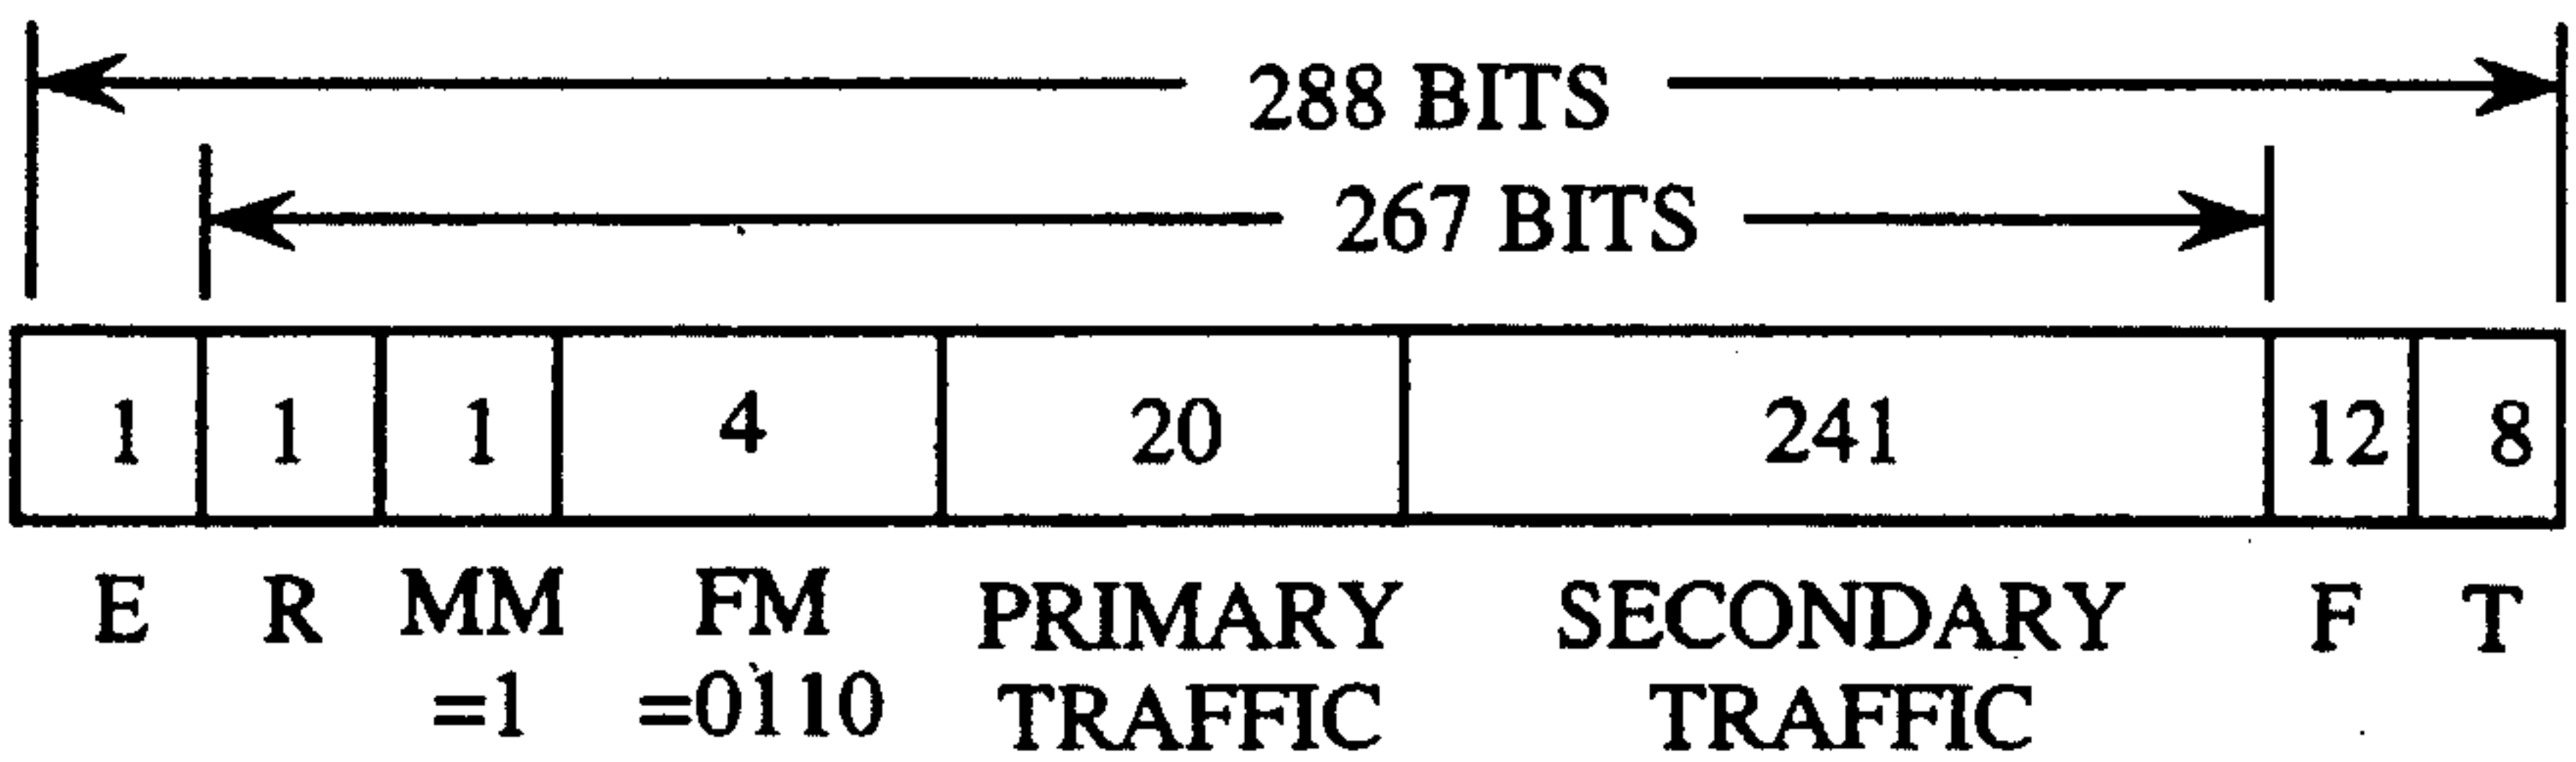 288 BITS
267 BITS
1 1 1 4 20 241 12 8
E R MM FM PRIMARY SECONDARY F T
=1 =0110 TRAFFIC TRAFFIC